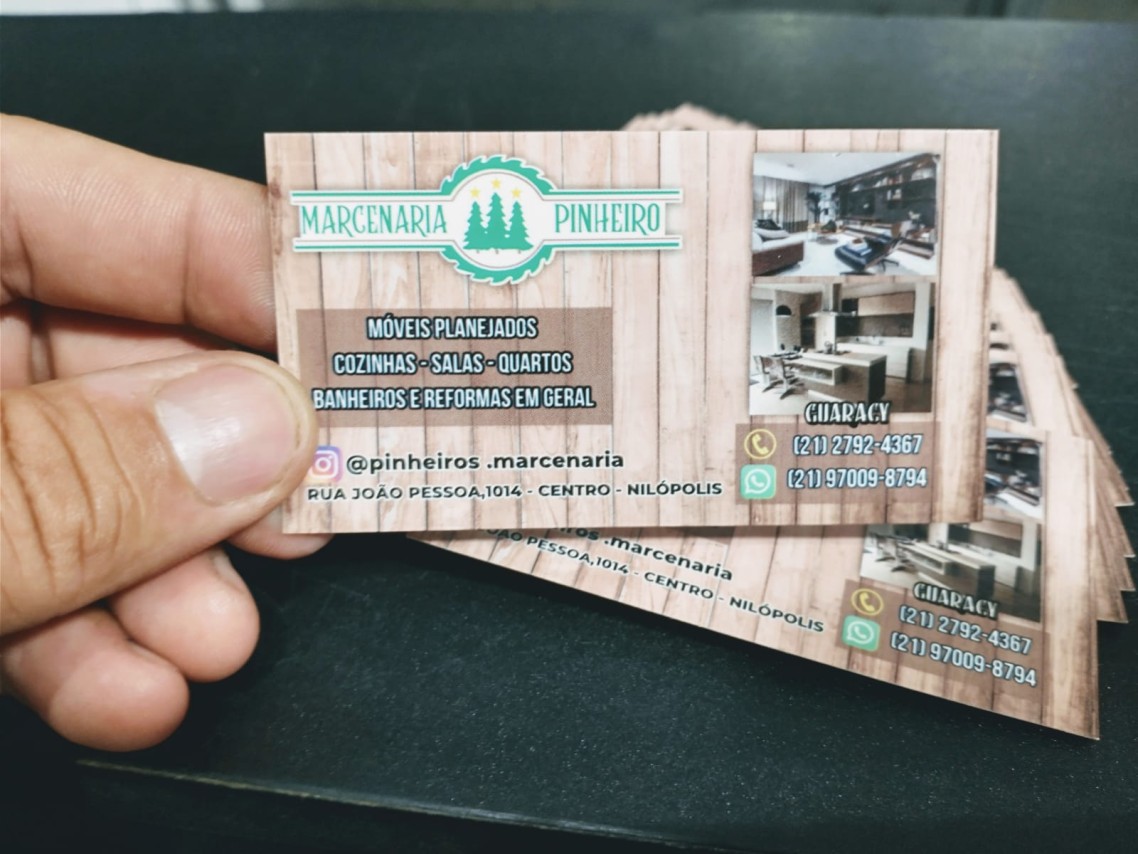 MARCENARIA PINHEIRO
MÓVEIS PLANEJADOS
COZINHAS - SALAS - QUARTOS
BANHEIROS E REFORMAS EM GERAL
@pinheiros .marcenaria
RUA JOÃO PESSOA,1014 - CENTRO - NILÓPOLIS
GUARACY
(21) 2792-4367
(21) 97009-8794
.marcenaria
PESSOA,1014 - CENTRO - NILÓPOLIS
GUARACY
(21) 2792-4367
(21) 97009-8794